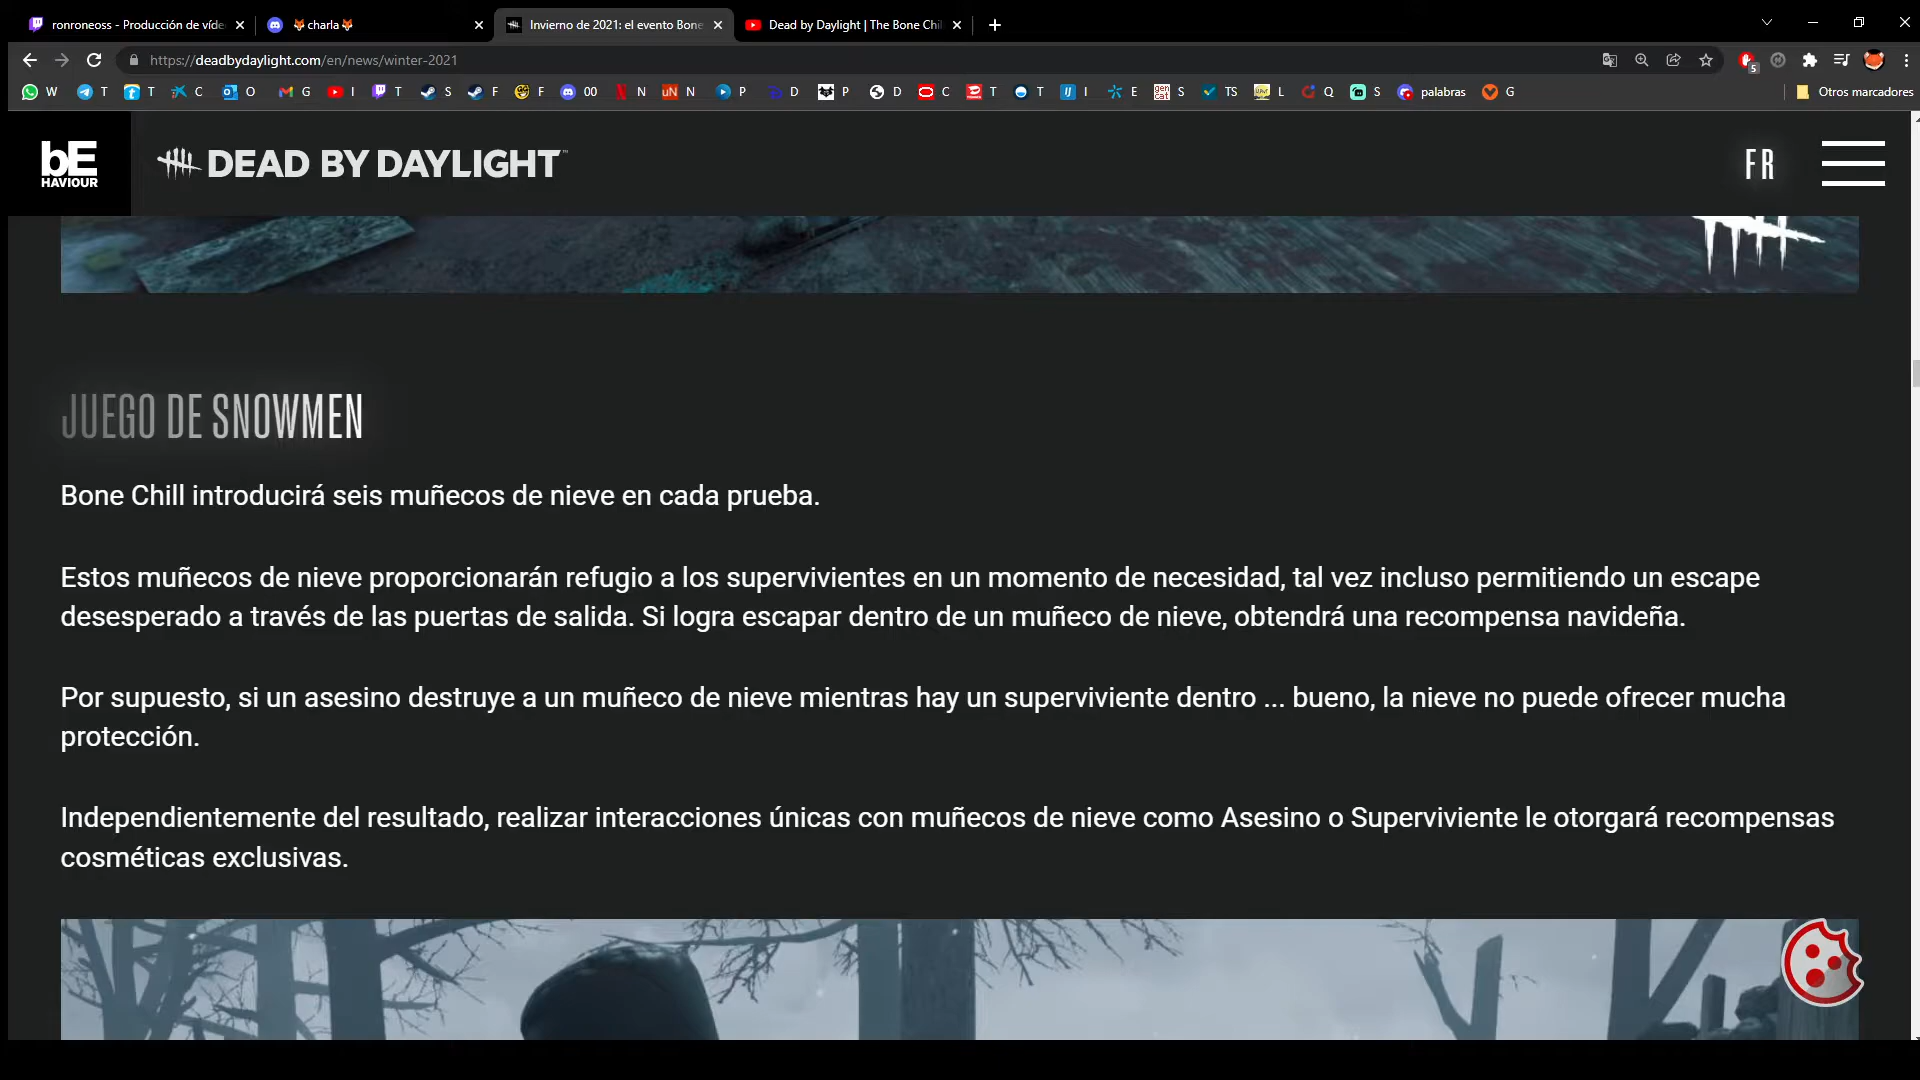 ronroneoss - Producción de víde
🦊 charla🦊
Invierno de 2021: el evento Bone
Dead by Daylight | The Bone Chil
https://deadbydaylight.com/en/news/winter-2021
5
W T T C O G I T S F F 00 N N P D P D C T T I E S TS L Q S palabras G Otros marcadores
bE
HAVIOUR
DEAD BY DAYLIGHT™
FR
JUEGO DE SNOWMEN
Bone Chill introducirá seis muñecos de nieve en cada prueba.
Estos muñecos de nieve proporcionarán refugio a los supervivientes en un momento de necesidad, tal vez incluso permitiendo un escape
desesperado a través de las puertas de salida. Si logra escapar dentro de un muñeco de nieve, obtendrá una recompensa navideña.
Por supuesto, si un asesino destruye a un muñeco de nieve mientras hay un superviviente dentro ... bueno, la nieve no puede ofrecer mucha
protección.
Independientemente del resultado, realizar interacciones únicas con muñecos de nieve como Asesino o Superviviente le otorgará recompensas
cosméticas exclusivas.